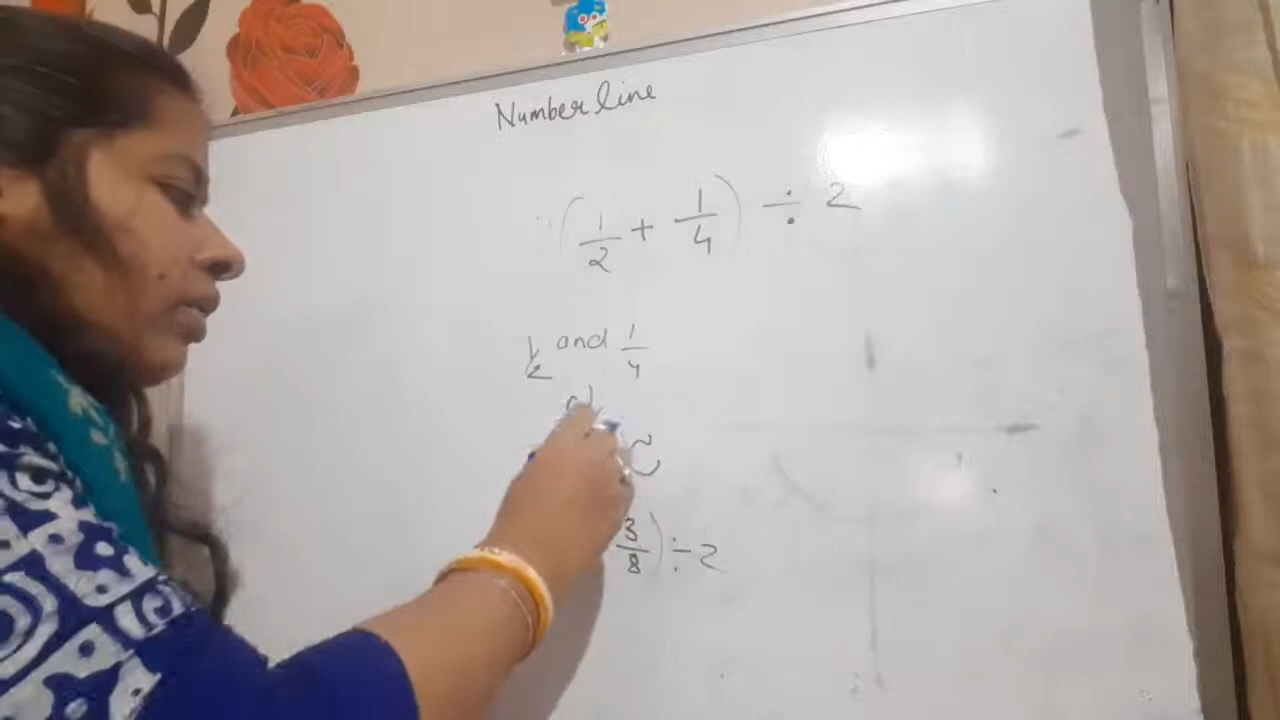 Number line
(1/2 + 1/4) ÷ 2
1/2 and 1/4
3/8) ÷ 2